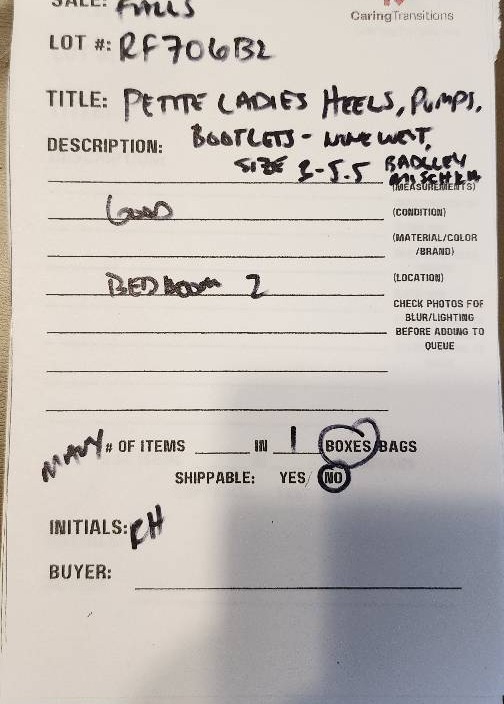 SALE: FALLS
CaringTransitions
LOT #: RF706B2
TITLE: PETITE LADIES HEELS, PUMPS,
DESCRIPTION: BOOTLETS - NINE WEST,
SIZE 5-5.5 BADGLEY
MISCHKA
(MEASUREMENTS)
GOOD (CONDITION)
(MATERIAL/COLOR
/BRAND)
BEDROOM 2 (LOCATION)
CHECK PHOTOS FOR
BLUR/LIGHTING
BEFORE ADDING TO
QUEUE
MANY # OF ITEMS IN 1 BOXES/BAGS
SHIPPABLE: YES/NO
INITIALS: RH
BUYER: